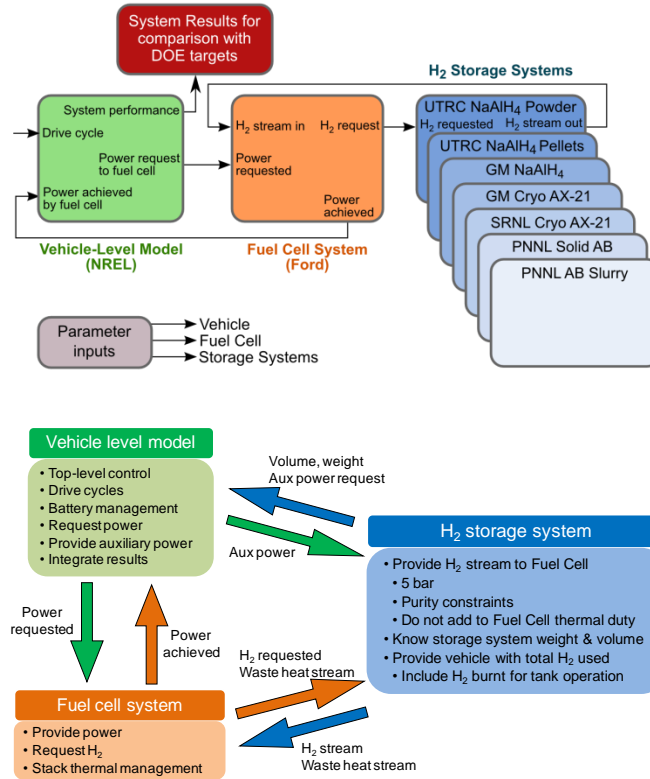 System Results for
comparison with
DOE targets
H₂ Storage Systems
System performance
Drive cycle
Power request
to fuel cell
Power achieved
by fuel cell
Vehicle-Level Model
(NREL)
H₂ stream in
H₂ request
Power
requested
Power
achieved
Fuel Cell System
(Ford)
UTRC NaAlH₄ Powder
H₂ requested
H₂ stream out
UTRC NaAlH₄ Pellets
GM NaAlH₄
GM Cryo AX-21
SRNL Cryo AX-21
PNNL Solid AB
PNNL AB Slurry
Parameter
inputs
Vehicle
Fuel Cell
Storage Systems
Vehicle level model
• Top-level control
• Drive cycles
• Battery management
• Request power
• Provide auxiliary power
• Integrate results
Volume, weight
Aux power request
Aux power
H₂ storage system
• Provide H₂ stream to Fuel Cell
• 5 bar
• Purity constraints
• Do not add to Fuel Cell thermal duty
• Know storage system weight & volume
• Provide vehicle with total H₂ used
• Include H₂ burnt for tank operation
Power
requested
Power
achieved
H₂ requested
Waste heat stream
Fuel cell system
• Provide power
• Request H₂
• Stack thermal management
H₂ stream
Waste heat stream